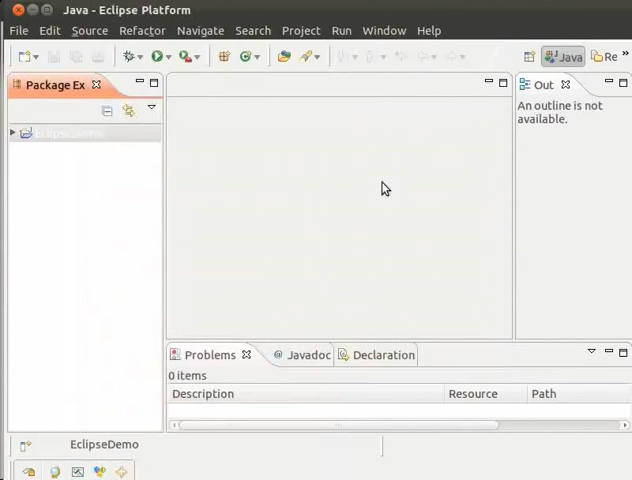 Java - Eclipse Platform
File Edit Source Refactor Navigate Search Project Run Window Help
Java Re
Package Ex
Out
An outline is not
available.
EclipseDemo
Problems @ Javadoc Declaration
0 items
Description Resource Path
EclipseDemo